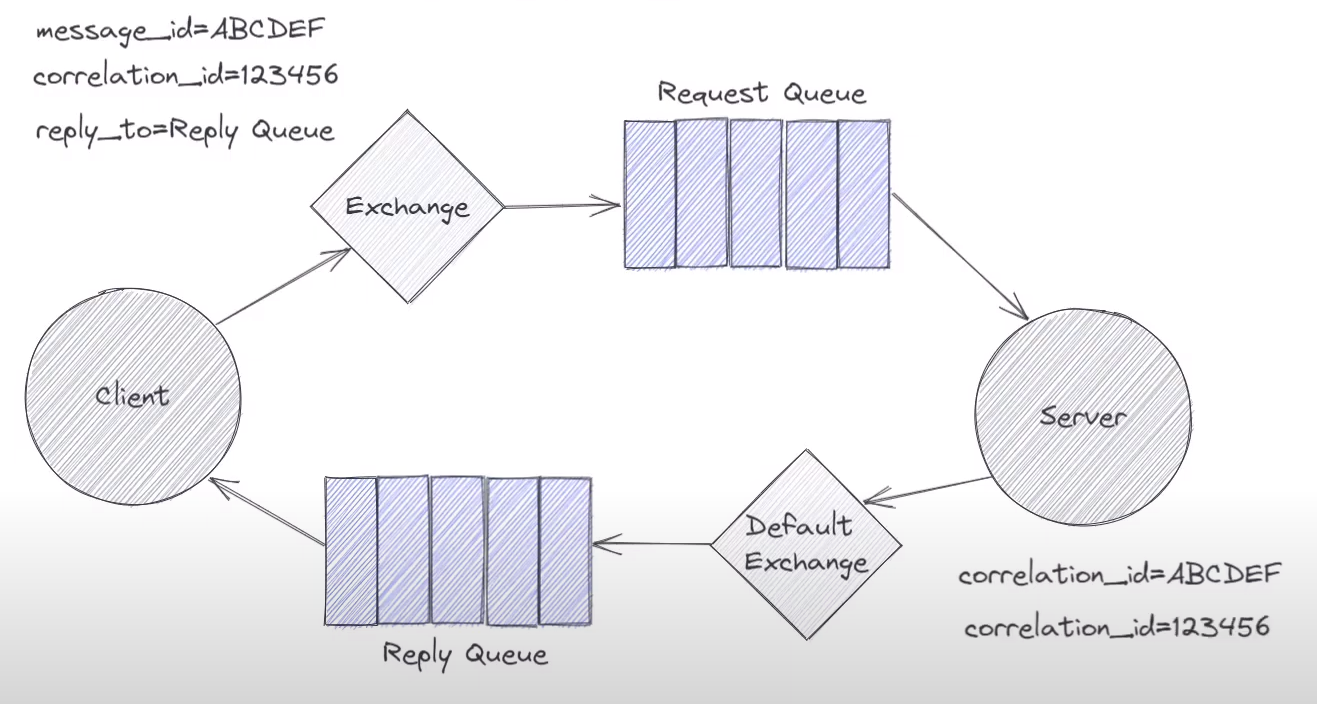 message_id=ABCDEF
correlation_id=123456
reply_to=Reply Queue
Request Queue
Exchange
Client
Server
Default
Exchange
correlation_id=ABCDEF
correlation_id=123456
Reply Queue